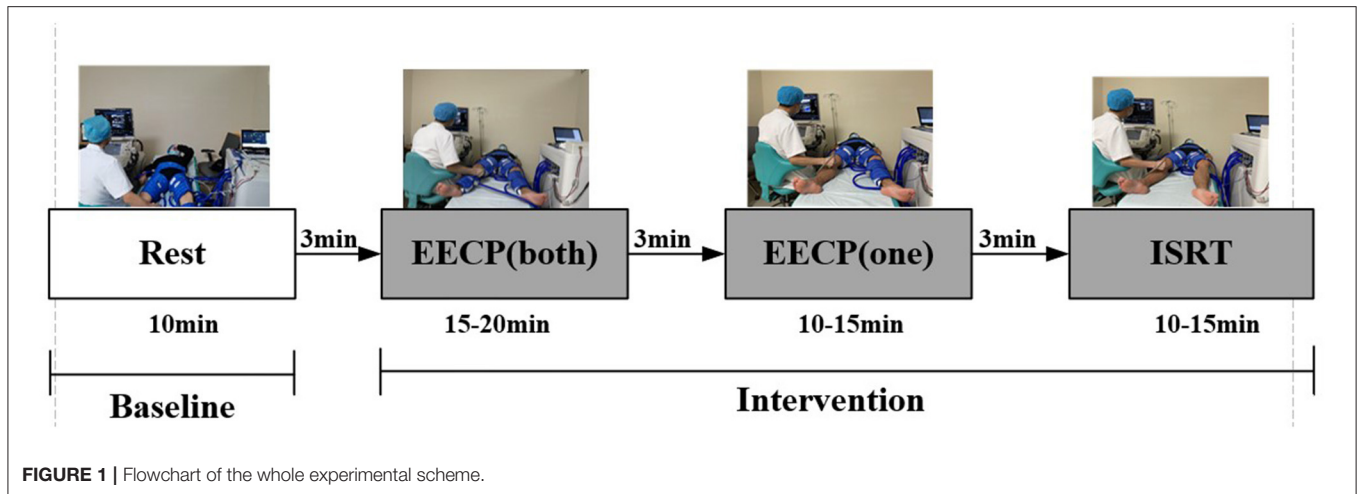 Rest
3min
EECP(both)
3min
EECP(one)
3min
ISRT
10min
15-20min
10-15min
10-15min
Baseline
Intervention
FIGURE 1 | Flowchart of the whole experimental scheme.